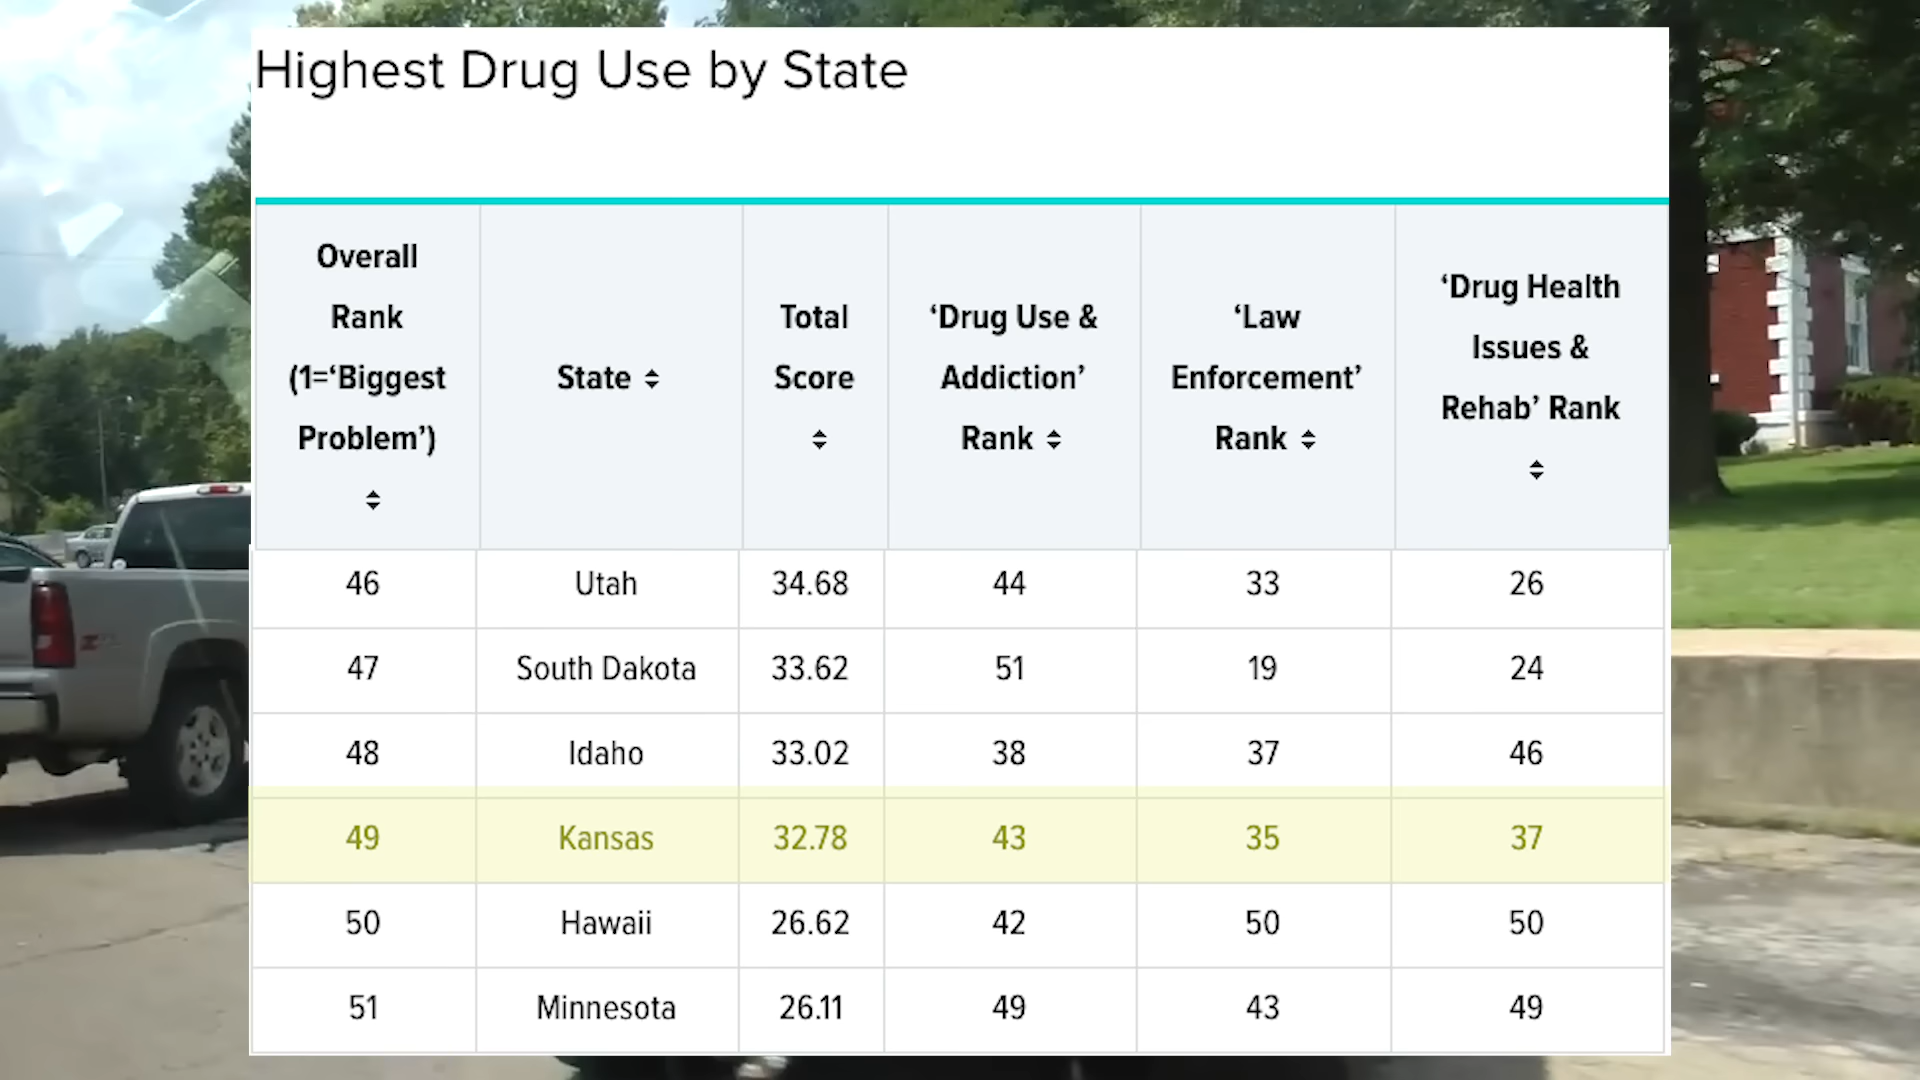 Highest Drug Use by State
Overall
Rank
(1=‘Biggest
Problem’)
State
Total
Score
‘Drug Use &
Addiction’
Rank
‘Law
Enforcement’
Rank
‘Drug Health
Issues &
Rehab’ Rank
46 Utah 34.68 44 33 26
47 South Dakota 33.62 51 19 24
48 Idaho 33.02 38 37 46
49 Kansas 32.78 43 35 37
50 Hawaii 26.62 42 50 50
51 Minnesota 26.11 49 43 49